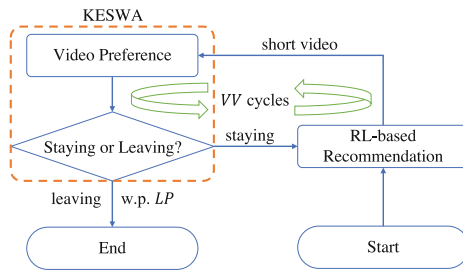 KESWA
short video
Video Preference
VV cycles
Staying or Leaving?
staying
RL-based
Recommendation
leaving
w.p. LP
End
Start